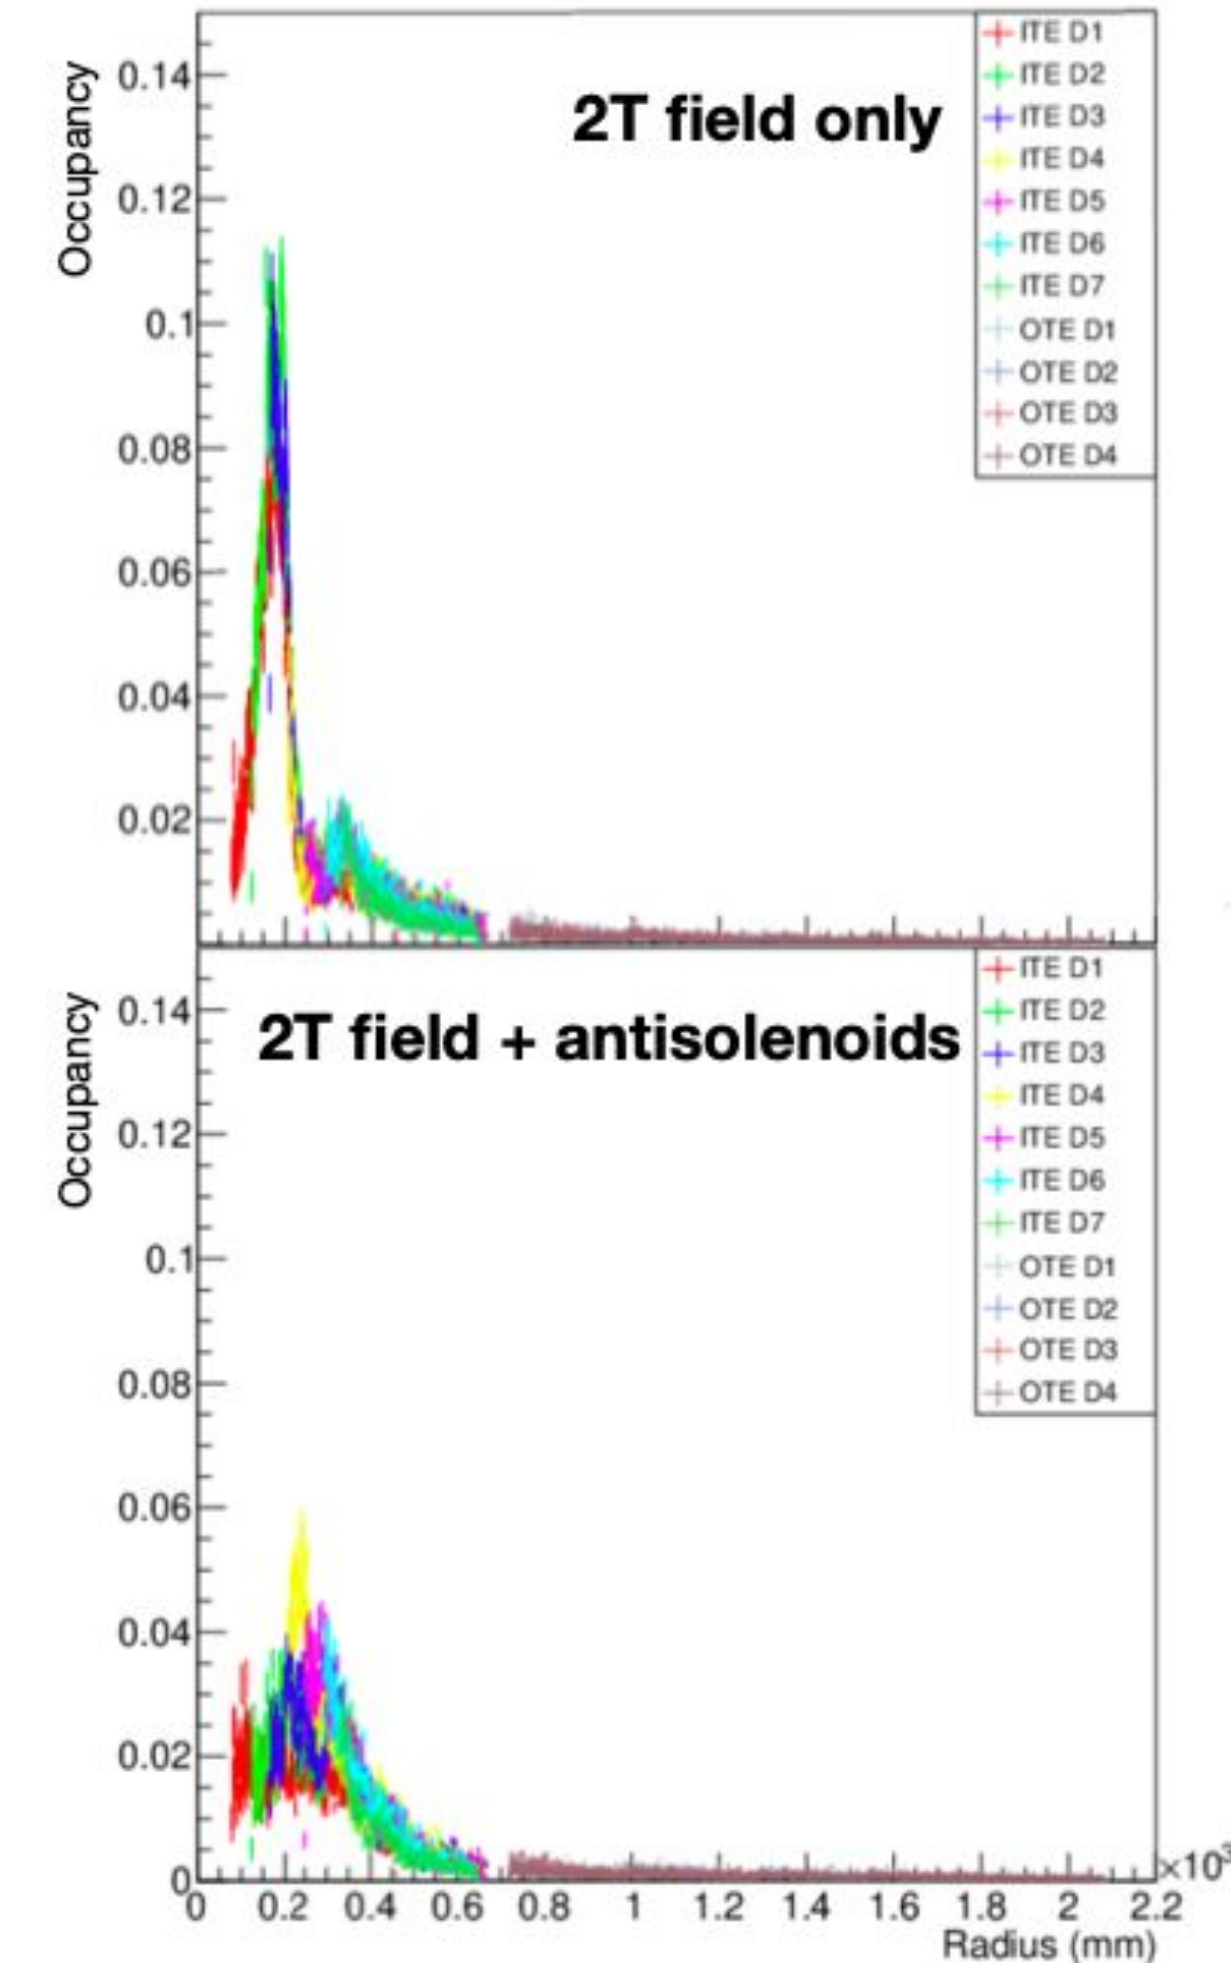 Occupancy
0.14
0.12
0.1
0.08
0.06
0.04
0.02
2T field only
ITE D1
ITE D2
ITE D3
ITE D4
ITE D5
ITE D6
ITE D7
OTE D1
OTE D2
OTE D3
OTE D4
Occupancy
0.14
0.12
0.1
0.08
0.06
0.04
0.02
0
2T field + antisolenoids
ITE D1
ITE D2
ITE D3
ITE D4
ITE D5
ITE D6
ITE D7
OTE D1
OTE D2
OTE D3
OTE D4
×10³
0 0.2 0.4 0.6 0.8 1 1.2 1.4 1.6 1.8 2 2.2
Radius (mm)